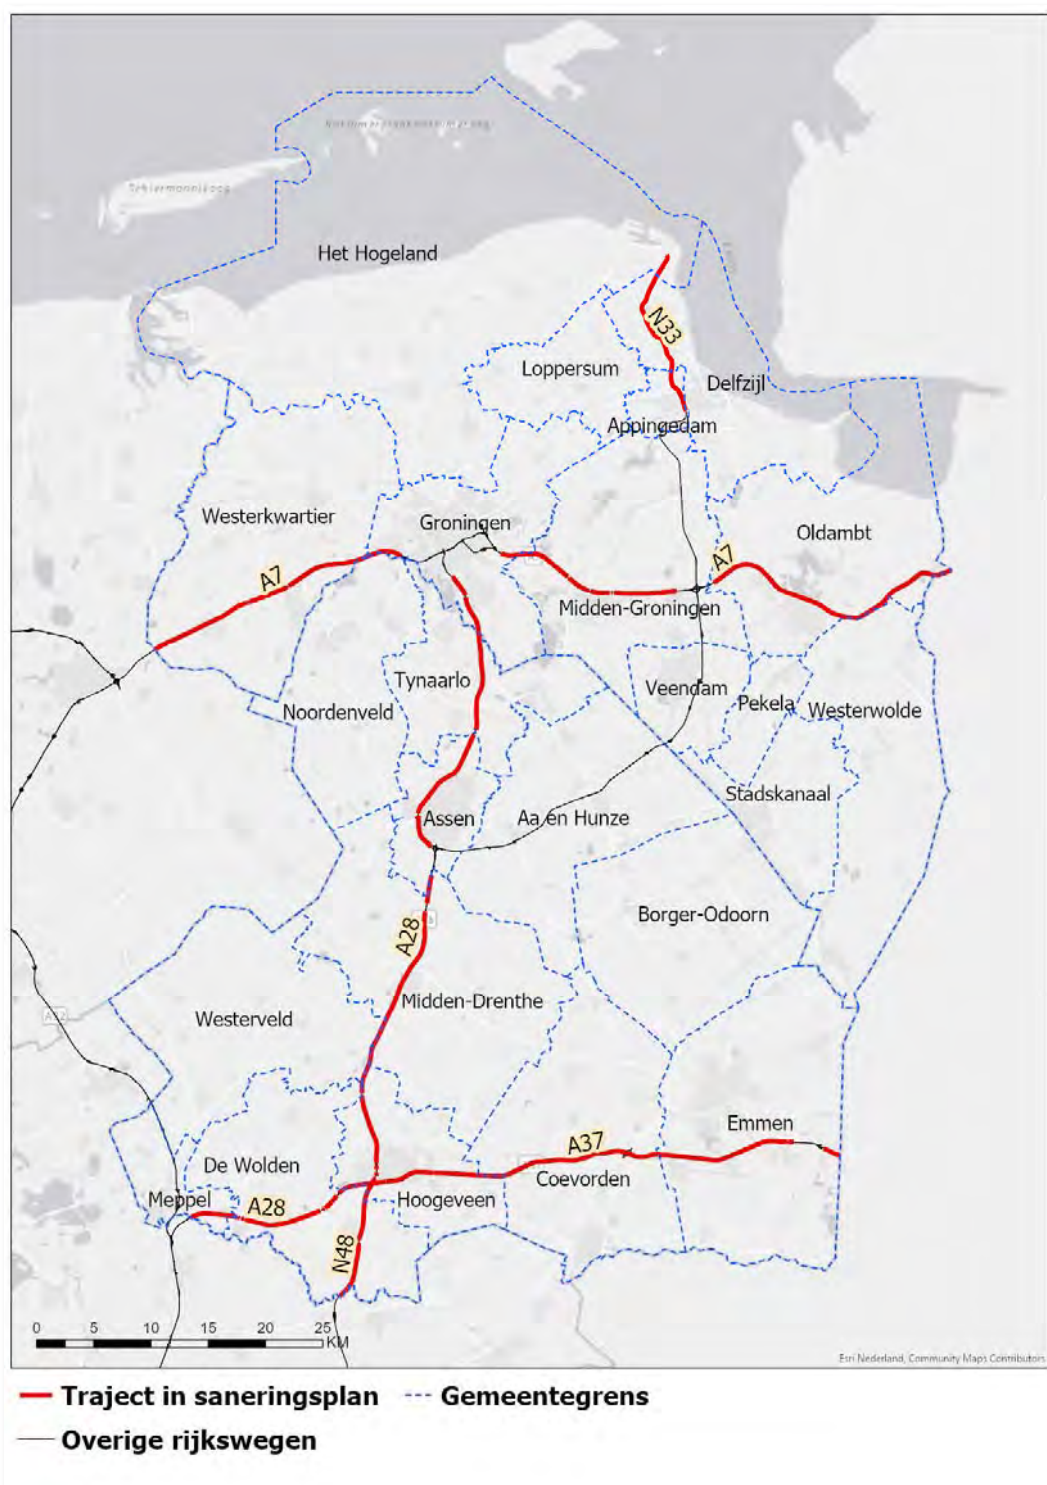 Schiermonnikoog
Het Hogeland
N33
Loppersum
Delfzijl
Appingedam
Westerkwartier
Groningen
Oldambt
A7
A7
Midden-Groningen
Tynaarlo
Veendam
Noordenveld
Pekela
Westerwolde
Stadskanaal
Assen
Aa en Hunze
Borger-Odoorn
A28
Midden-Drenthe
Westerveld
A32
Emmen
A37
De Wolden
Coevorden
Meppel
A28
Hoogeveen
N48
0 5 10 15 20 25
KM
Esri Nederland, Community Maps Contributors
Traject in saneringsplan
Gemeentegrens
Overige rijkswegen